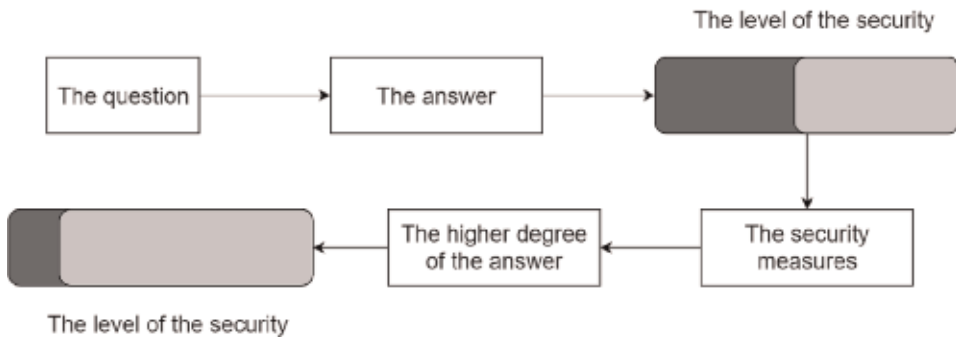 The level of the security
The question
The answer
The higher degree
of the answer
The security
measures
The level of the security